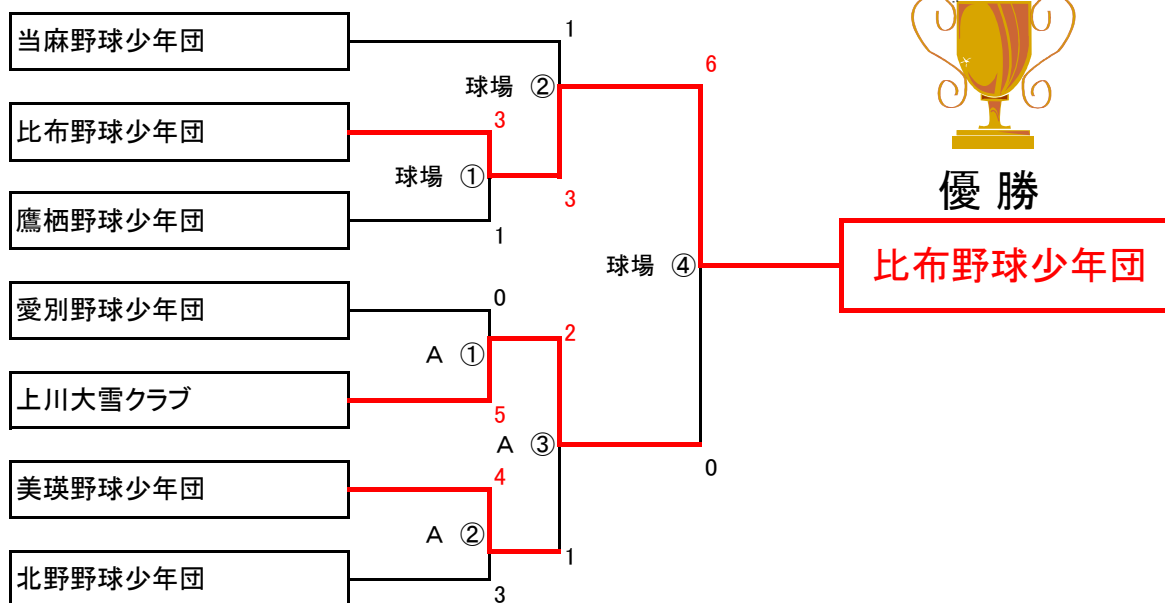 当麻野球少年団
1
球場 ②
6
比布野球少年団
3
球場 ①
3
優 勝
鷹栖野球少年団
1
球場 ④
比布野球少年団
愛別野球少年団
0
2
A ①
上川大雪クラブ
5
A ③
0
美瑛野球少年団
4
A ②
1
北野野球少年団
3